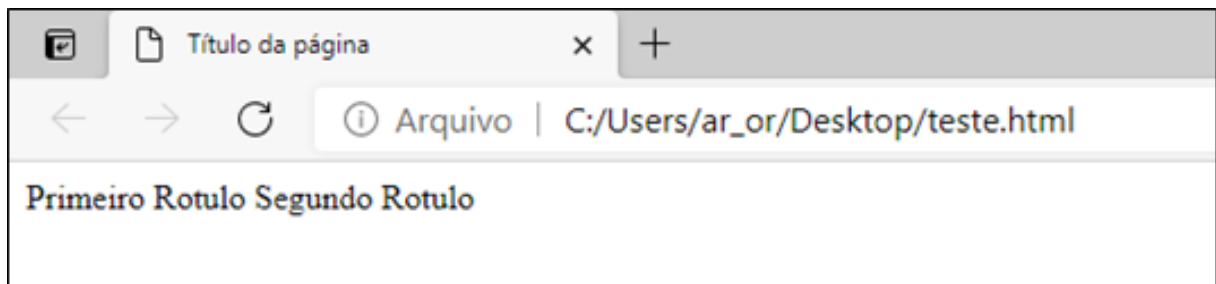 Título da página
Arquivo | C:/Users/ar_or/Desktop/teste.html
Primeiro Rotulo Segundo Rotulo